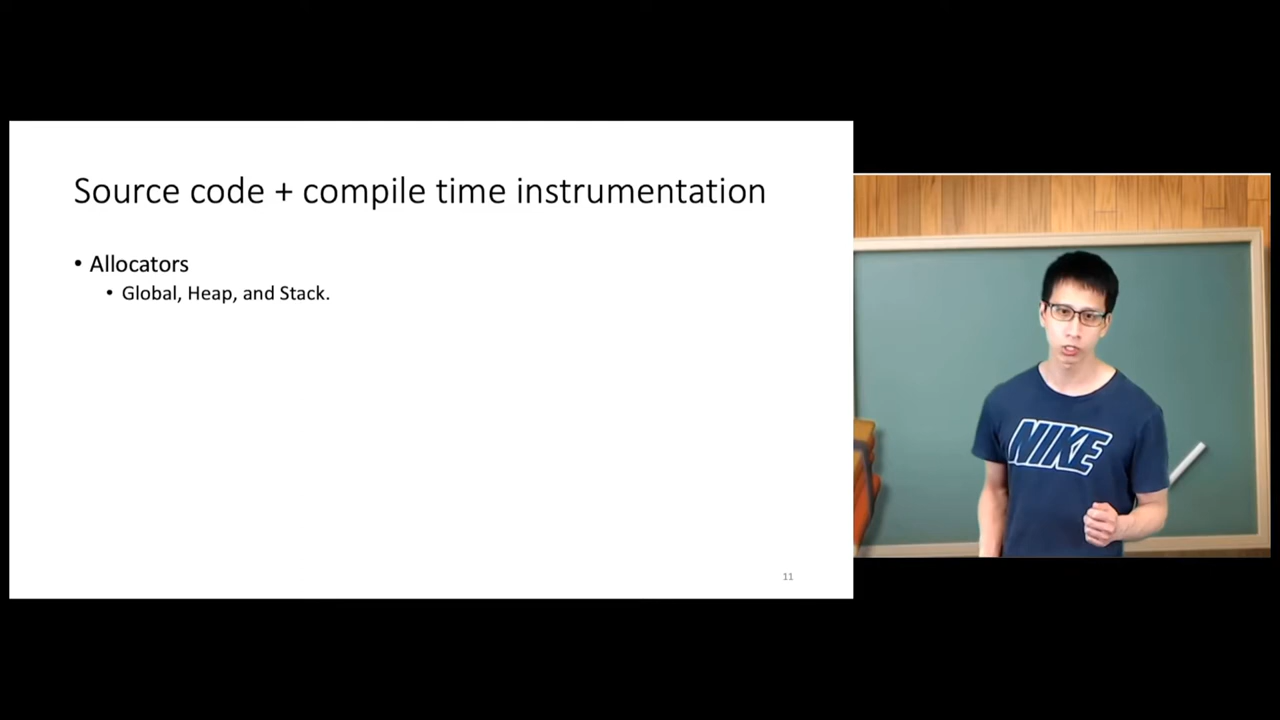 Source code + compile time instrumentation
• Allocators
• Global, Heap, and Stack.
NIKE
11